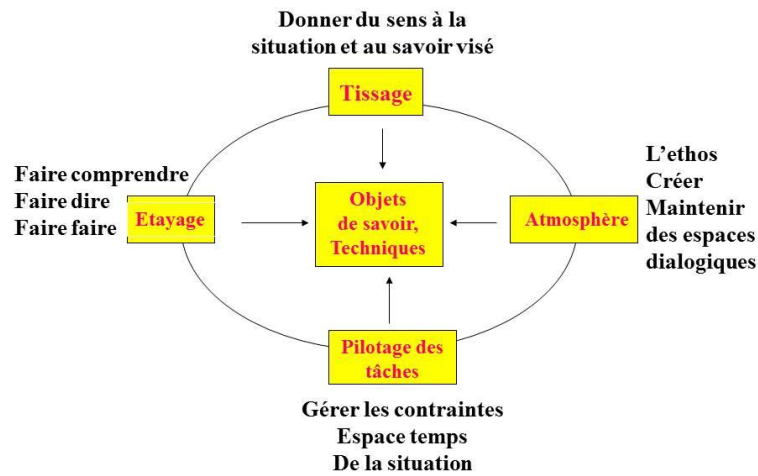 Donner du sens à la
situation et au savoir visé
Tissage
Faire comprendre
Faire dire
Faire faire
Etayage
Objets
de savoir,
Techniques
Atmosphère
L'ethos
Créer
Maintenir
des espaces
dialogiques
Pilotage des
tâches
Gérer les contraintes
Espace temps
De la situation